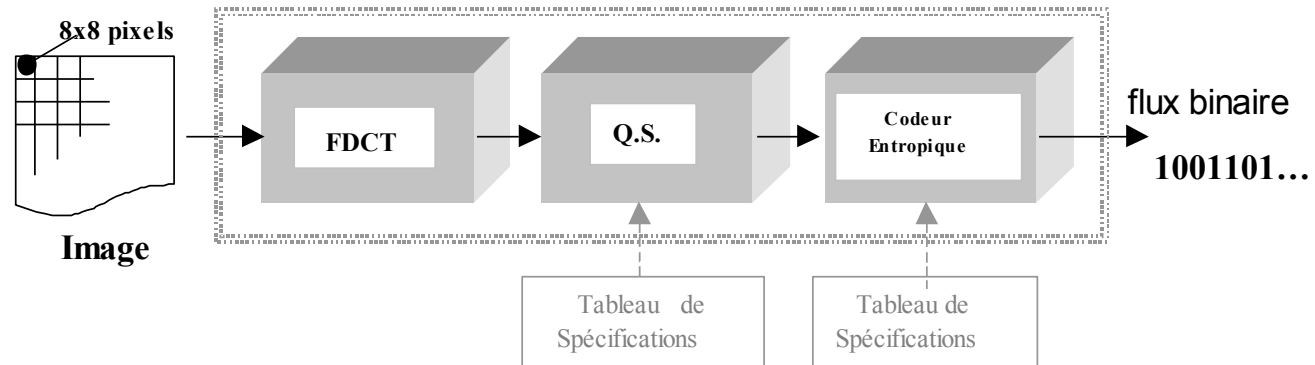 8x8 pixels
Image
FDCT
Q.S.
Codeur
Entropique
flux binaire
1001101...
Tableau de
Spécifications
Tableau de
Spécifications